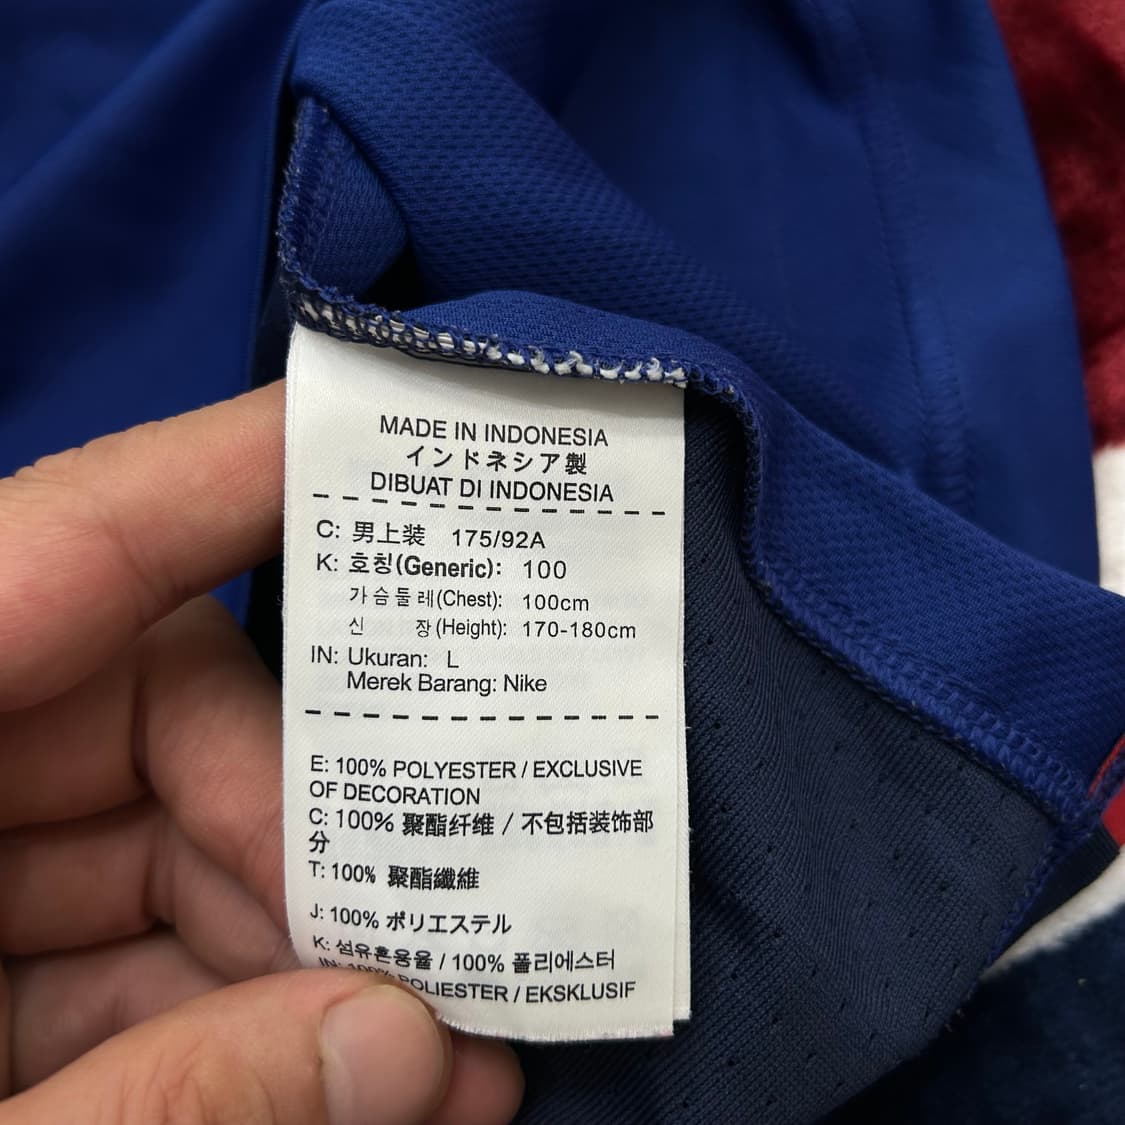 MADE IN INDONESIA
インドネシア製
DIBUAT DI INDONESIA
C: 男上装 175/92A
K: 호칭(Generic): 100
가슴둘레(Chest): 100cm
신 장(Height): 170-180cm
IN: Ukuran: L
Merek Barang: Nike
E: 100% POLYESTER / EXCLUSIVE
OF DECORATION
C: 100% 聚酯纤维 / 不包括装饰部
分
T: 100% 聚酯纖維
J: 100% ポリエステル
K: 섬유혼용율 / 100% 폴리에스터
IN: 100% POLIESTER / EKSKLUSIF